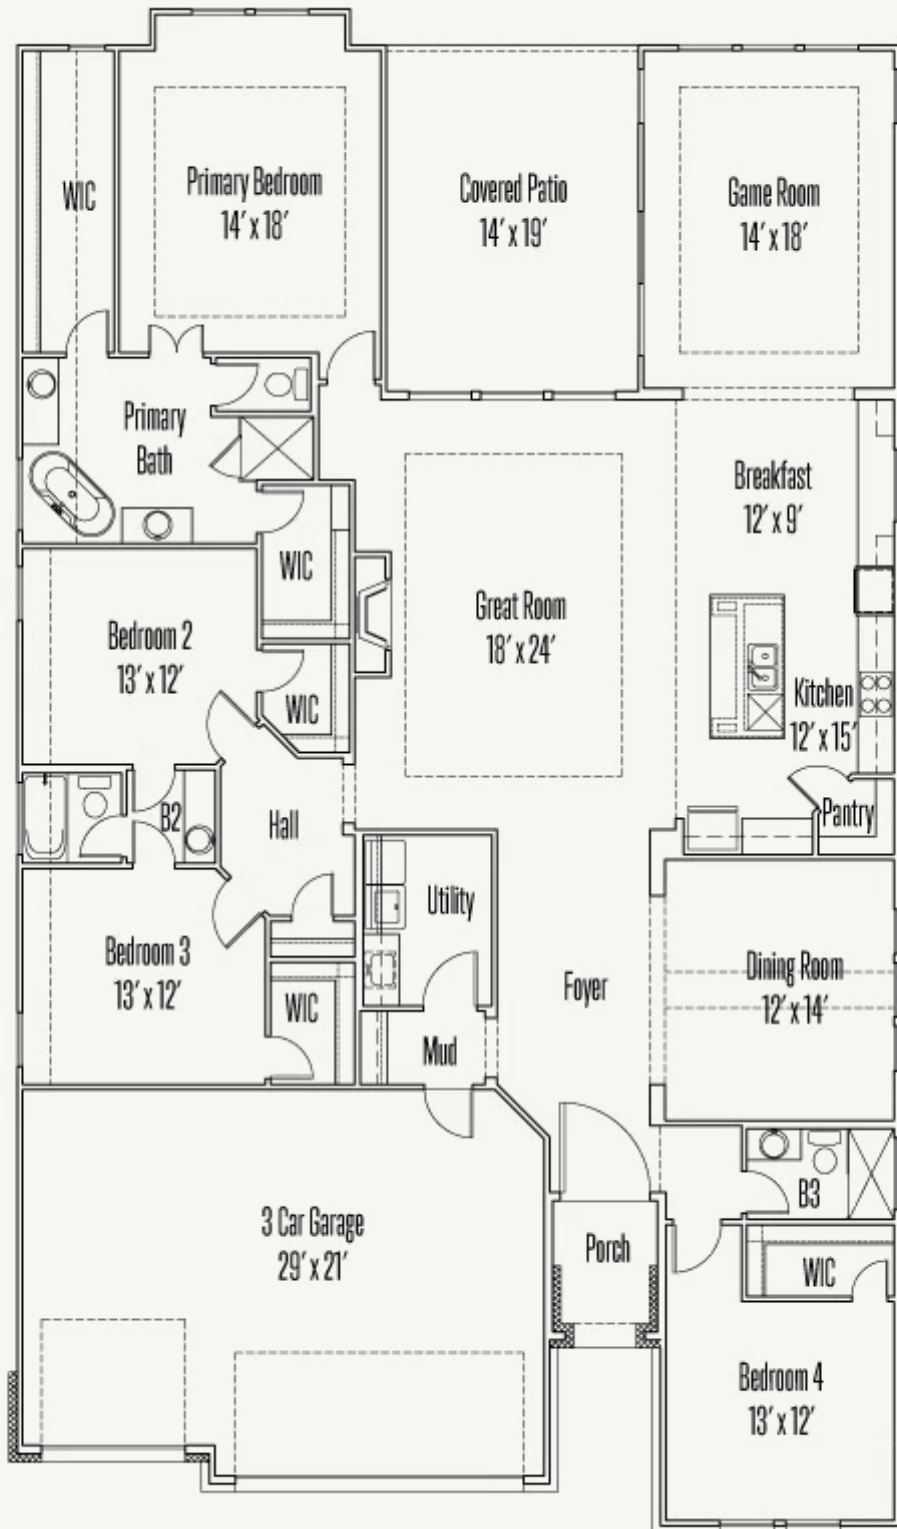 WIC
Primary Bedroom
14' x 18'
Covered Patio
14' x 19'
Game Room
14' x 18'
Primary
Bath
Breakfast
12' x 9'
WIC
Great Room
18' x 24'
Bedroom 2
13' x 12'
WIC
Kitchen
12' x 15'
B2
Hall
Pantry
Utility
Bedroom 3
13' x 12'
WIC
Foyer
Dining Room
12' x 14'
Mud
B3
3 Car Garage
29' x 21'
Porch
WIC
Bedroom 4
13' x 12'